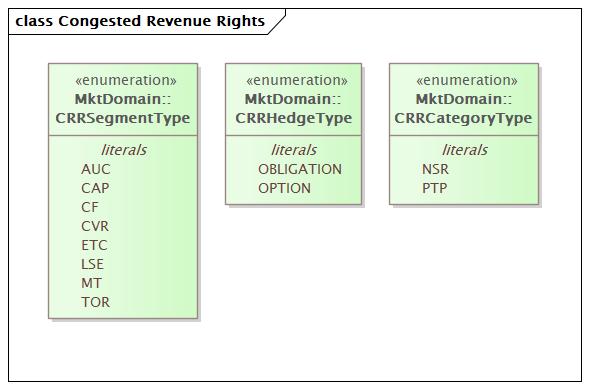 class Congested Revenue Rights
«enumeration»
MktDomain::
CRRSegmentType
literals
AUC
CAP
CF
CVR
ETC
LSE
MT
TOR
«enumeration»
MktDomain::
CRRHedgeType
literals
OBLIGATION
OPTION
«enumeration»
MktDomain::
CRRCategoryType
literals
NSR
PTP